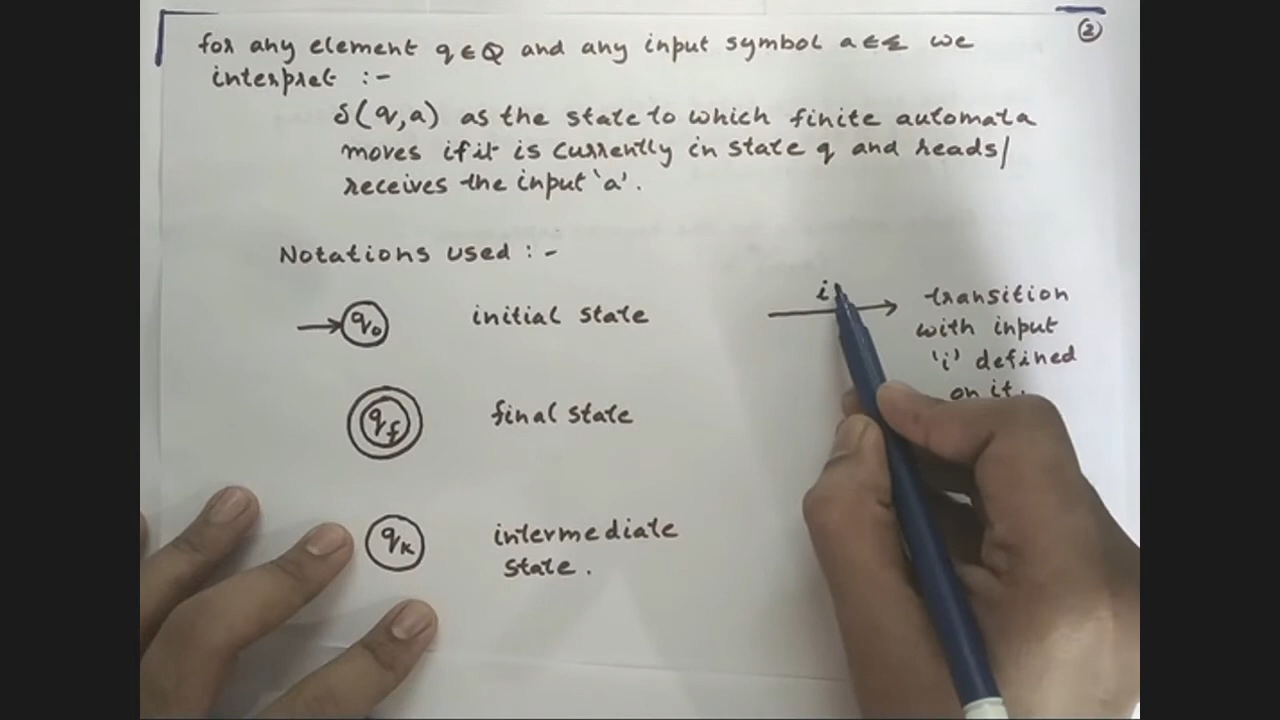 ②
for any element q ∈ Q and any input symbol a ∈ Σ we
interpret :-
δ(q,a) as the state to which finite automata
moves if it is currently in state q and reads/
receives the input 'a'.
Notations used :-
q₀ initial state
qf final state
qk intermediate
state.
i
transition
with input
'i' defined
on it.